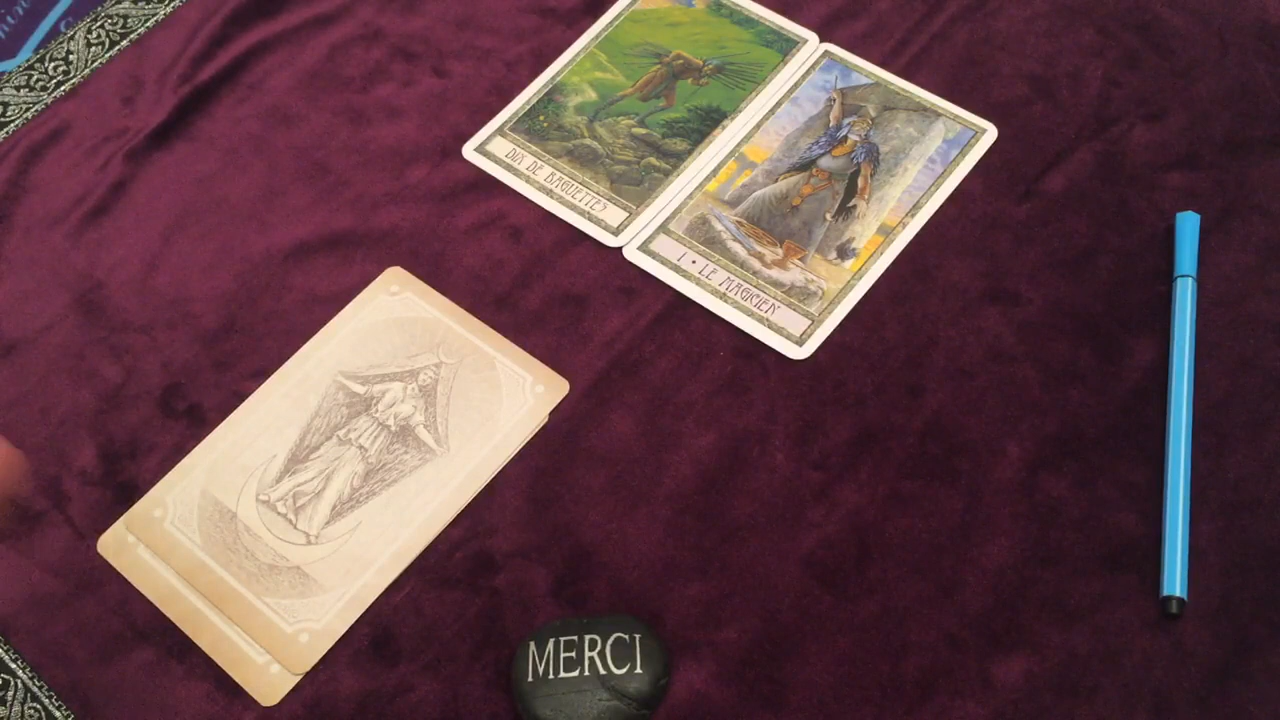 DIX DE BAGUETTES
I • LE MAGICIEN
MERCI